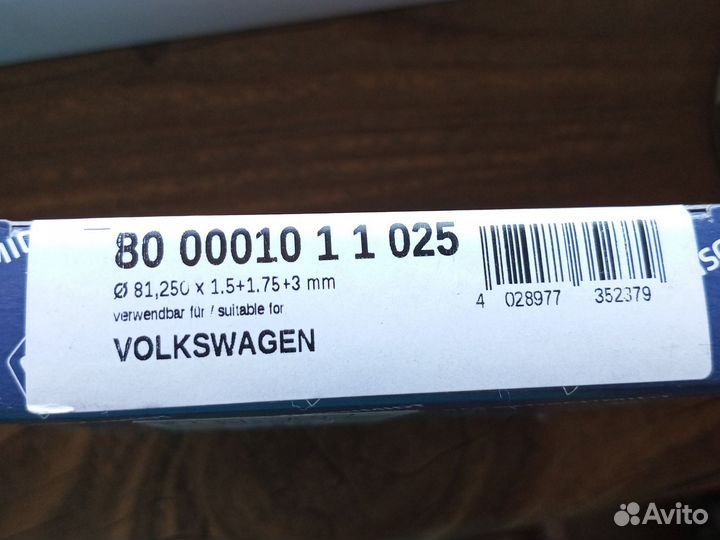 80 00010 1 1 025
Ø 81,250 x 1.5+1.75+3 mm
verwendbar für / suitable for
VOLKSWAGEN
4 028977 352379
Avito